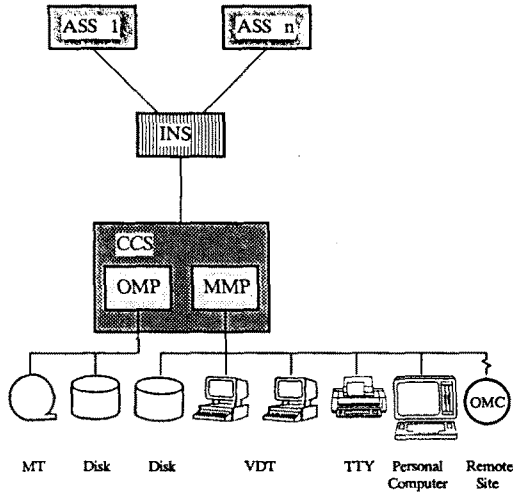 ASS 1
ASS n
INS
CCS
OMP
MMP
OMC
MT
Disk
Disk
VDT
TTY
Personal
Computer
Remote
Site